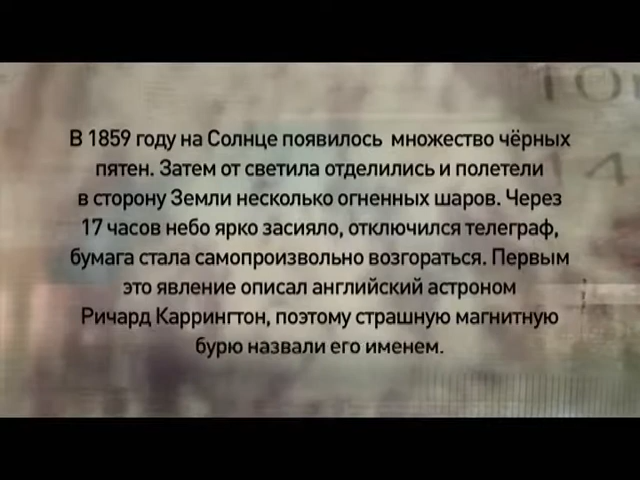 В 1859 году на Солнце появилось множество чёрных
пятен. Затем от светила отделились и полетели
в сторону Земли несколько огненных шаров. Через
17 часов небо ярко засияло, отключился телеграф,
бумага стала самопроизвольно возгораться. Первым
это явление описал английский астроном
Ричард Каррингтон, поэтому страшную магнитную
бурю назвали его именем.